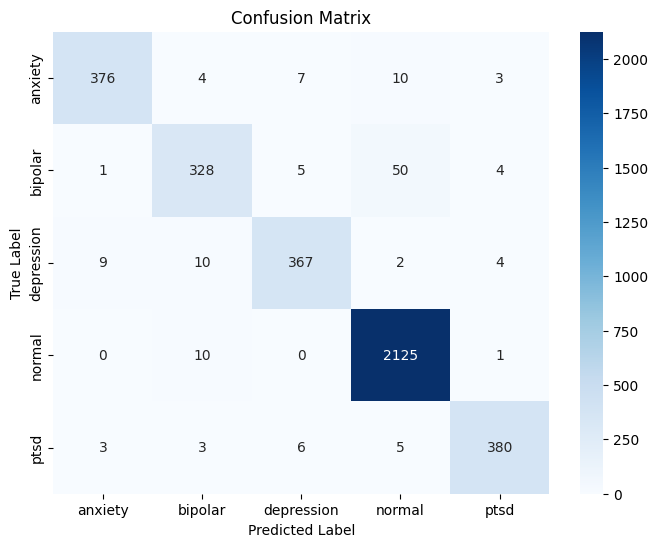 Confusion Matrix
True Label
anxiety 376 4 7 10 3
bipolar 1 328 5 50 4
depression 9 10 367 2 4
normal 0 10 0 2125 1
ptsd 3 3 6 5 380
anxiety bipolar depression normal ptsd
Predicted Label
2000
1750
1500
1250
1000
750
500
250
0